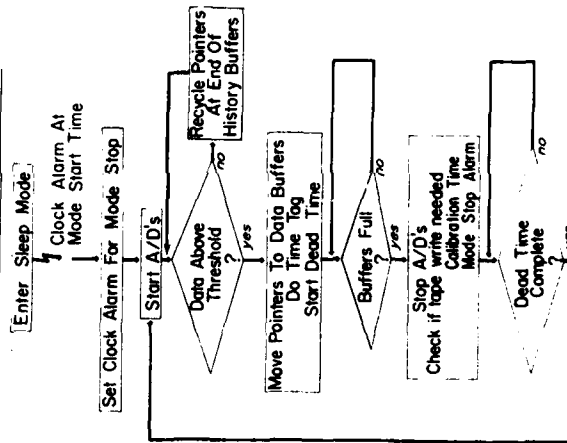 Enter Sleep Mode
Clock Alarm At
Mode Start Time
Set Clock Alarm For Mode Stop
Start A/D's
Data Above
Threshold
?
no
Recycle Pointers
At End Of
History Buffers
yes
Move Pointers To Data Buffers
Do Time Tag
Start Dead Time
Buffers Full
?
no
yes
Stop A/D's
Check if tape write needed
Calibration Time
Mode Stop Alarm
Dead Time
Complete
?
no